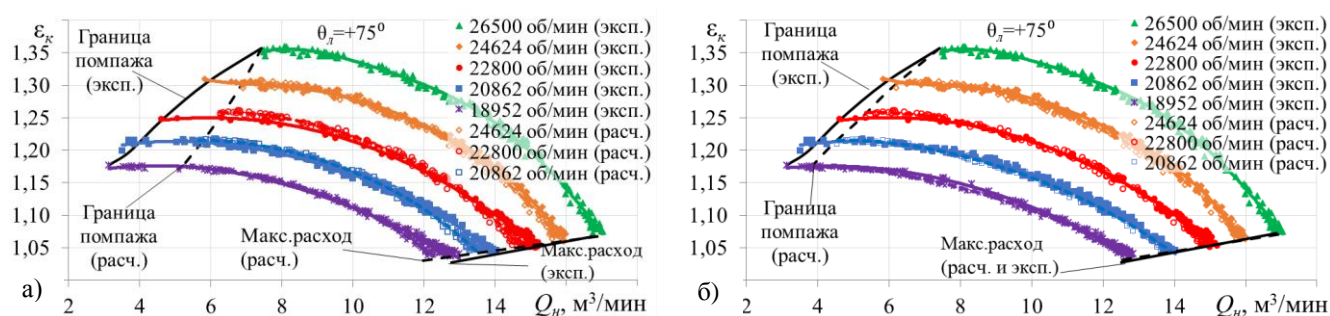 εк
1,35
1,30
1,25
1,20
1,15
1,10
1,05
а)
2
4
6
8
10
12
14
Qн, м³/мин
θл=+75⁰
Граница
помпажа
(эксп.)
Граница
помпажа
(расч.)
Макс.расход
(расч.)
Макс.расход
(эксп.)
26500 об/мин (эксп.)
24624 об/мин (эксп.)
22800 об/мин (эксп.)
20862 об/мин (эксп.)
18952 об/мин (эксп.)
24624 об/мин (расч.)
22800 об/мин (расч.)
20862 об/мин (расч.)
εк
1,35
1,30
1,25
1,20
1,15
1,10
1,05
б)
2
4
6
8
10
12
14
Qн, м³/мин
θл=+75⁰
Граница
помпажа
(эксп.)
Граница
помпажа
(расч.)
Макс.расход
(расч. и эксп.)
26500 об/мин (эксп.)
24624 об/мин (эксп.)
22800 об/мин (эксп.)
20862 об/мин (эксп.)
18952 об/мин (эксп.)
24624 об/мин (расч.)
22800 об/мин (расч.)
20862 об/мин (расч.)